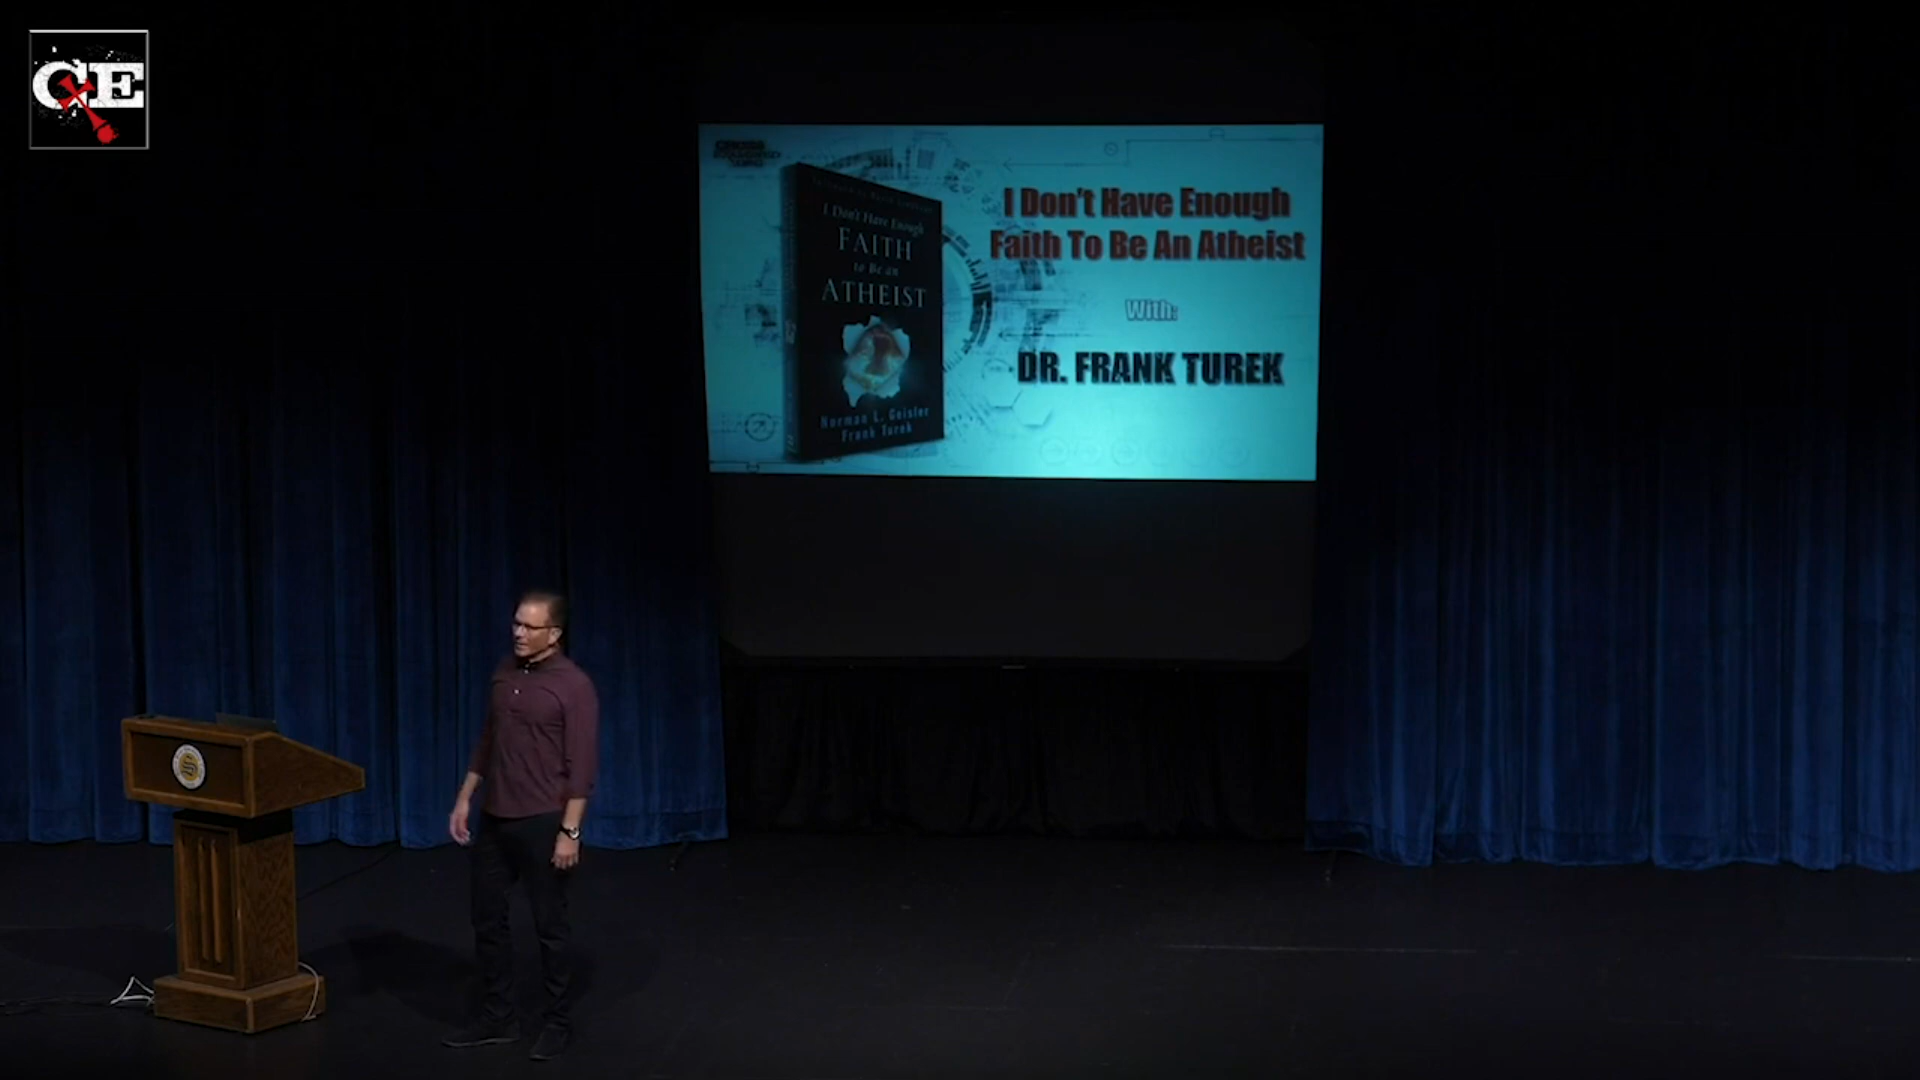 CE
I Don't Have Enough
Faith To Be An Atheist
With:
DR. FRANK TUREK
I Don't Have Enough
FAITH
to Be an
ATHEIST
Norman L. Geisler
Frank Turek